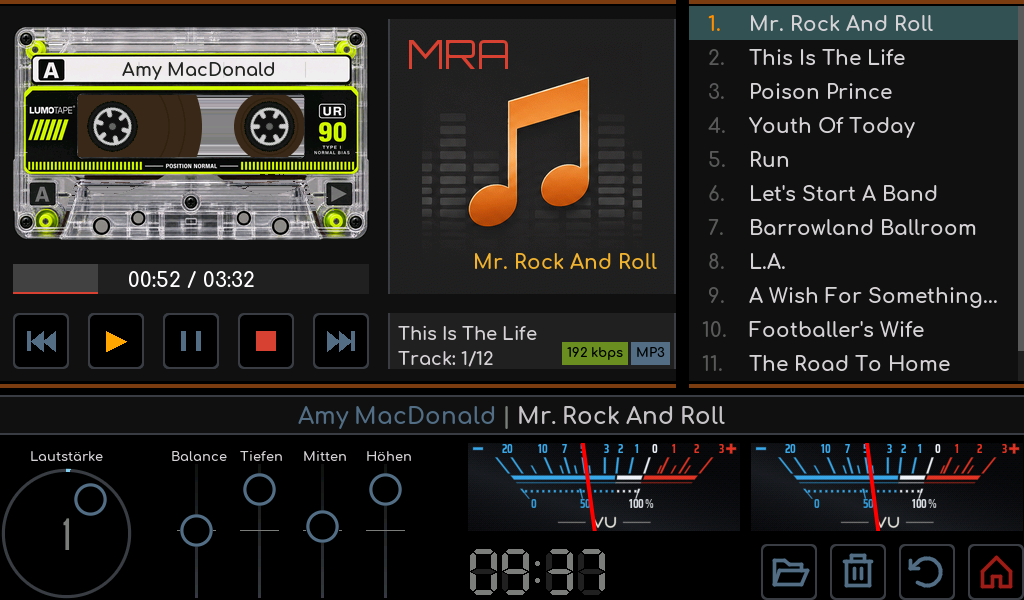 A
Amy MacDonald
LUMOTAPE
UR
90
TYPE I
NORMAL BIAS
POSITION NORMAL
A
00:52 / 03:32
MRA
Mr. Rock And Roll
This Is The Life
Track: 1/12
192 kbps
MP3
1. Mr. Rock And Roll
2. This Is The Life
3. Poison Prince
4. Youth Of Today
5. Run
6. Let's Start A Band
7. Barrowland Ballroom
8. L.A.
9. A Wish For Something...
10. Footballer's Wife
11. The Road To Home
Amy MacDonald | Mr. Rock And Roll
Lautstärke
1
Balance
Tiefen
Mitten
Höhen
- 20 10 7 5 3 2 1 0 1 2 3 +
0 50 100 %
VU
- 20 10 7 5 3 2 1 0 1 2 3 +
0 50 100 %
VU
09:37